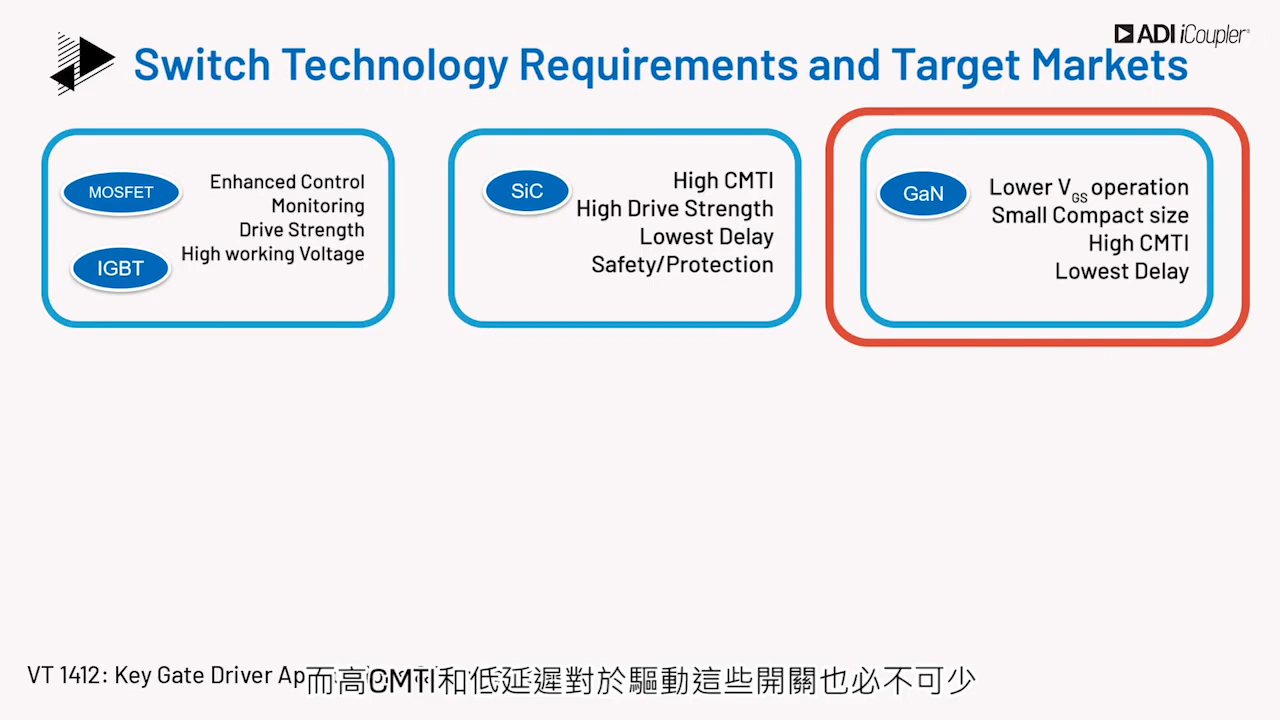 ADI iCoupler®
Switch Technology Requirements and Target Markets
MOSFET
IGBT
Enhanced Control
Monitoring
Drive Strength
High working Voltage
SiC
High CMTI
High Drive Strength
Lowest Delay
Safety/Protection
GaN
Lower VGS operation
Small Compact size
High CMTI
Lowest Delay
VT 1412: Key Gate Driver
而高CMTI和低延遲對於驅動這些開關也必不可少